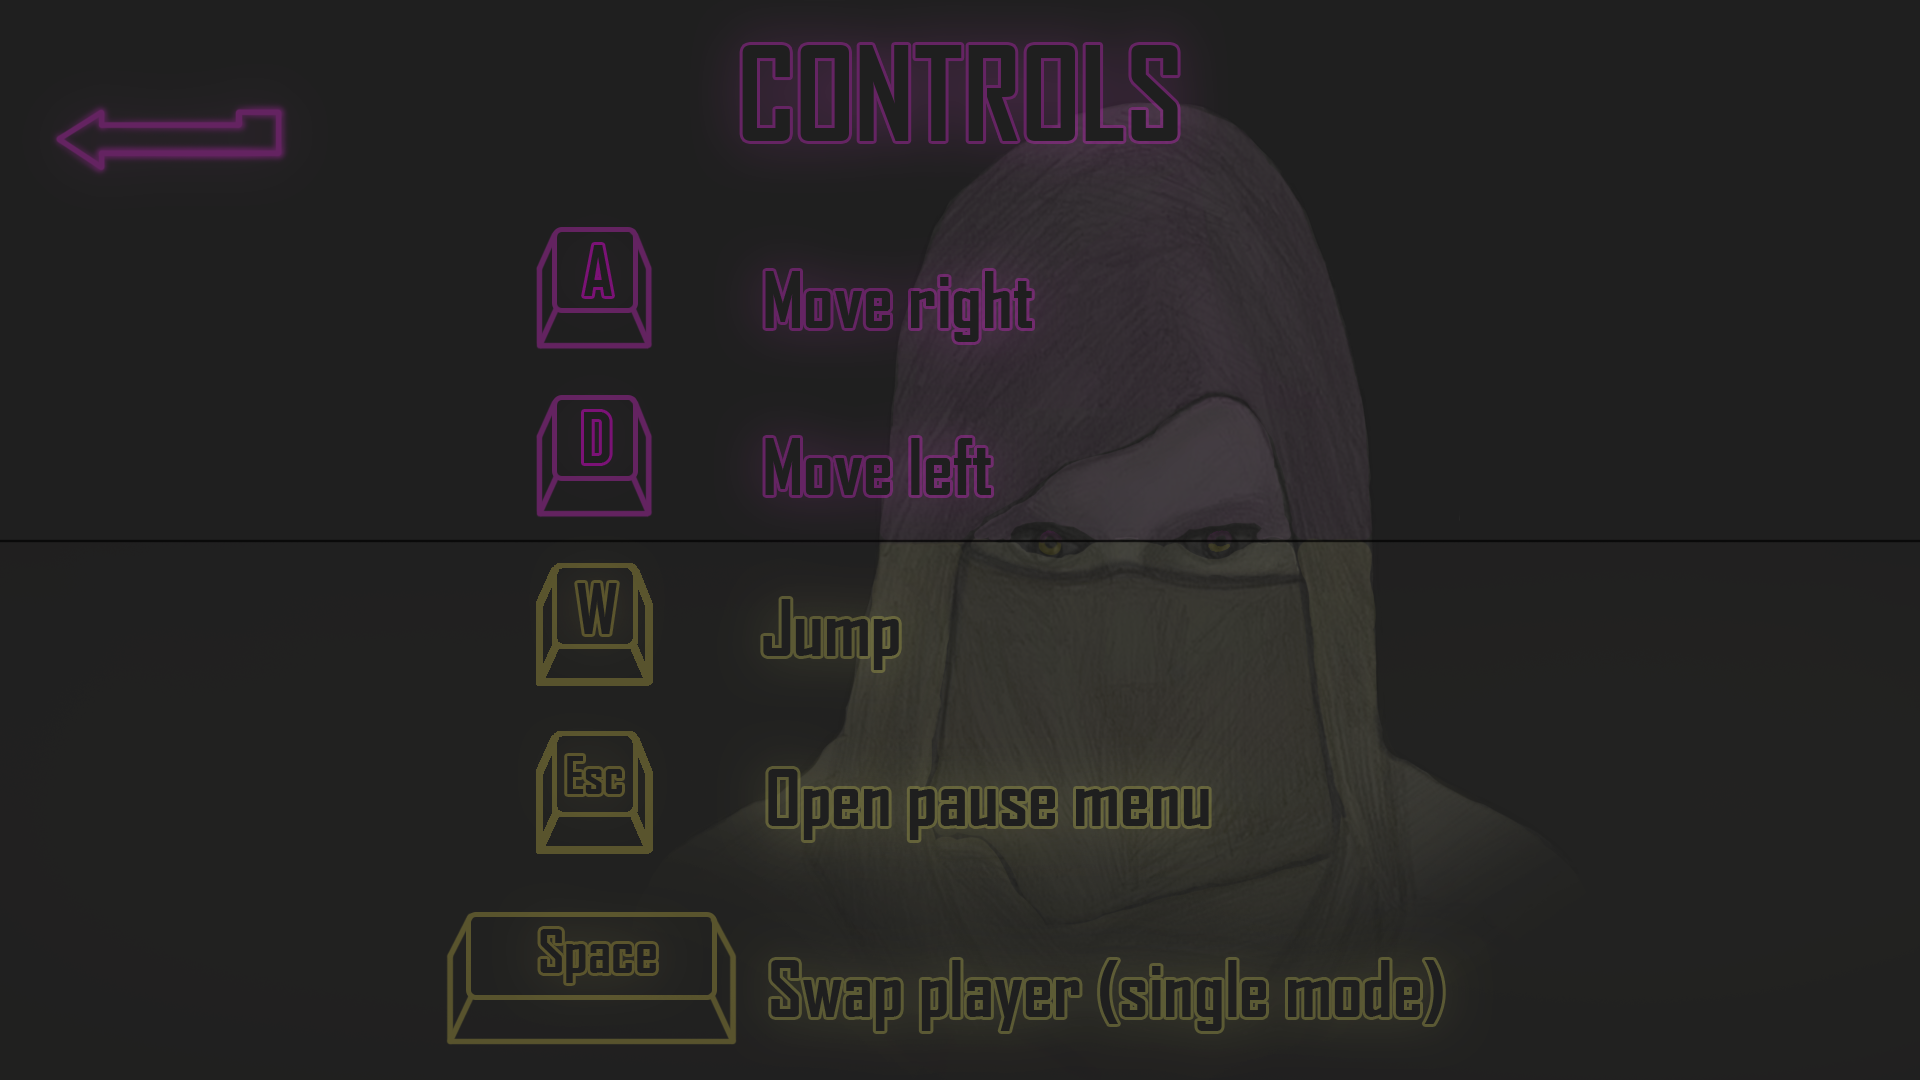 CONTROLS
A Move right
D Move left
W Jump
Esc Open pause menu
Space Swap player (single mode)